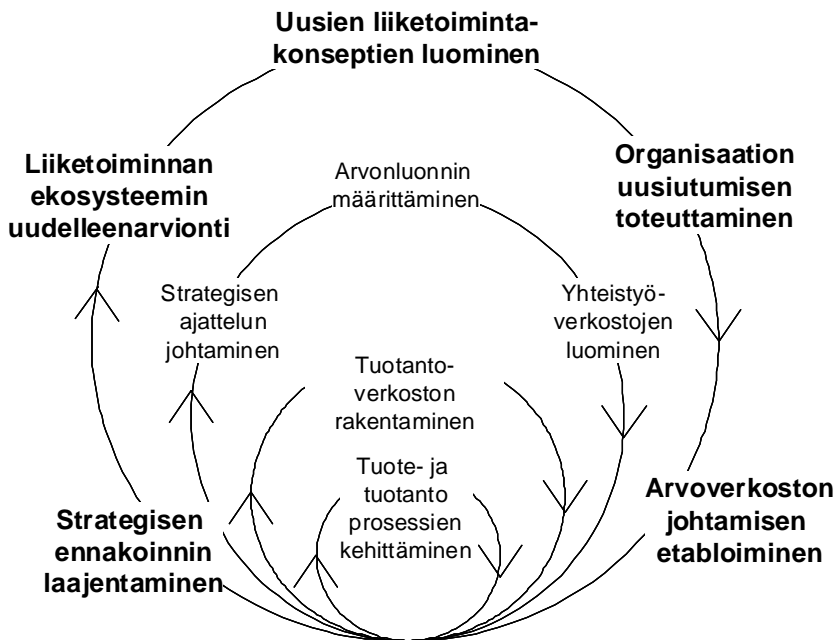 Uusien liiketoiminta-
konseptien luominen
Liiketoiminnan
ekosysteemin
uudelleenarvionti
Arvonluonnin
määrittäminen
Organisaation
uusiutumisen
toteuttaminen
Strategisen
ajattelun
johtaminen
Yhteistyö-
verkostojen
luominen
Tuotanto-
verkoston
rakentaminen
Tuote- ja
tuotanto
prosessien
kehittäminen
Strategisen
ennakoinnin
laajentaminen
Arvoverkoston
johtamisen
etabloiminen